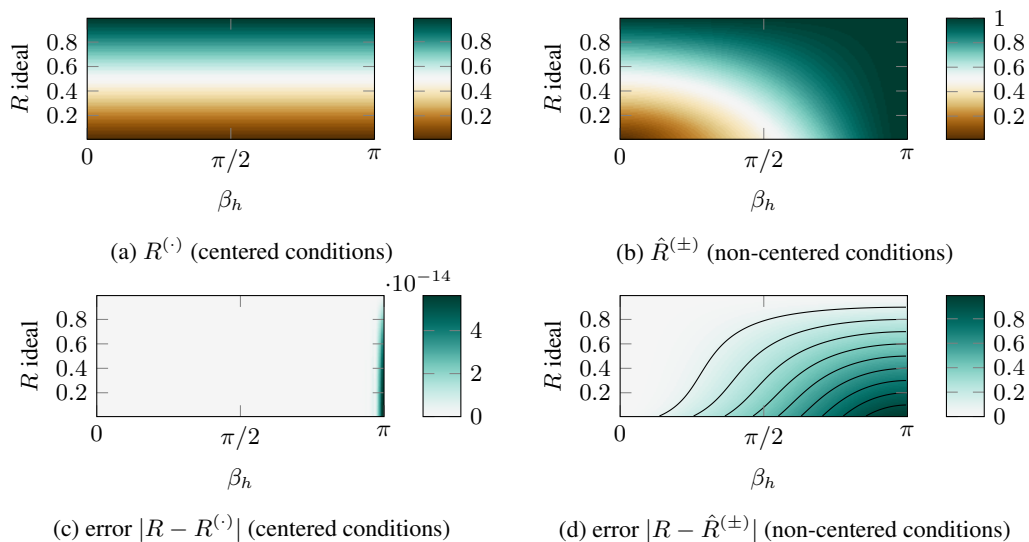 0.8
0.6
0.4
0.2
R ideal
0
π/2
π
β_h
0.8
0.6
0.4
0.2
(a) R^(·) (centered conditions)
0.8
0.6
0.4
0.2
R ideal
0
π/2
π
β_h
1
0.8
0.6
0.4
0.2
(b) R̂^(±) (non-centered conditions)
0.8
0.6
0.4
0.2
R ideal
0
π/2
π
β_h
·10^−14
4
2
0
(c) error |R − R^(·)| (centered conditions)
0.8
0.6
0.4
0.2
R ideal
0
π/2
π
β_h
0.8
0.6
0.4
0.2
0
(d) error |R − R̂^(±)| (non-centered conditions)